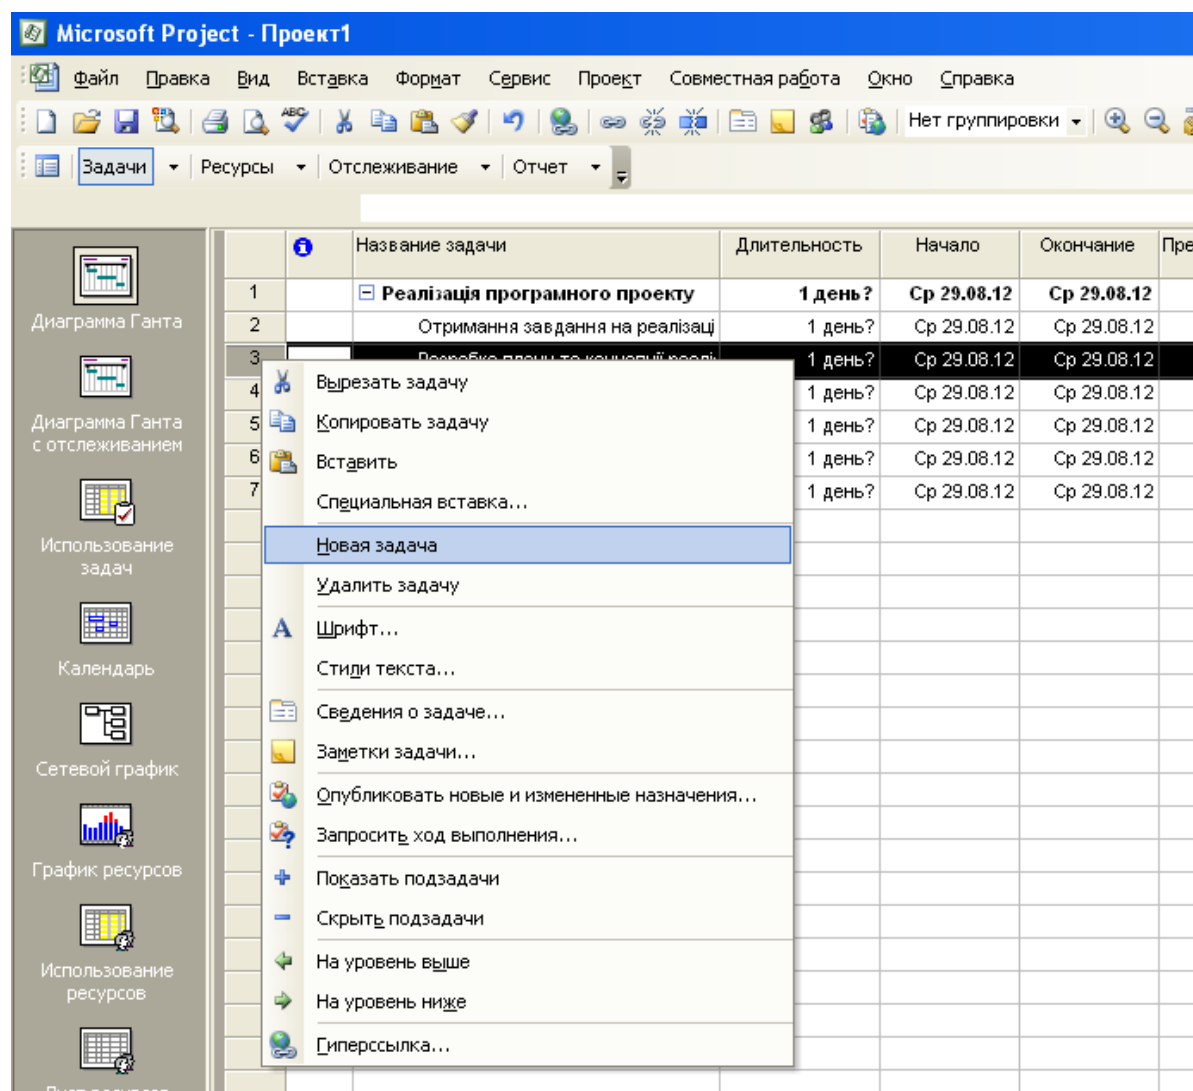 Microsoft Project - Проект1
Файл Правка Вид Вставка Формат Сервис Проект Совместная работа Окно Справка
ABC Нет группировки
Задачи Ресурсы Отслеживание Отчет
Название задачи Длительность Начало Окончание Пре
1 Реалізація програмного проекту 1 день? Ср 29.08.12 Ср 29.08.12
2 Отримання завдання на реалізаці 1 день? Ср 29.08.12 Ср 29.08.12
3 1 день? Ср 29.08.12 Ср 29.08.12
4 1 день? Ср 29.08.12 Ср 29.08.12
5 1 день? Ср 29.08.12 Ср 29.08.12
6 1 день? Ср 29.08.12 Ср 29.08.12
7 1 день? Ср 29.08.12 Ср 29.08.12
Диаграмма Ганта
Диаграмма Ганта
с отслеживанием
Использование
задач
Календарь
Сетевой график
График ресурсов
Использование
ресурсов
Вырезать задачу
Копировать задачу
Вставить
Специальная вставка...
Новая задача
Удалить задачу
Шрифт...
Стили текста...
Сведения о задаче...
Заметки задачи...
Опубликовать новые и измененные назначения...
Запросить ход выполнения...
Показать подзадачи
Скрыть подзадачи
На уровень выше
На уровень ниже
Гиперссылка...